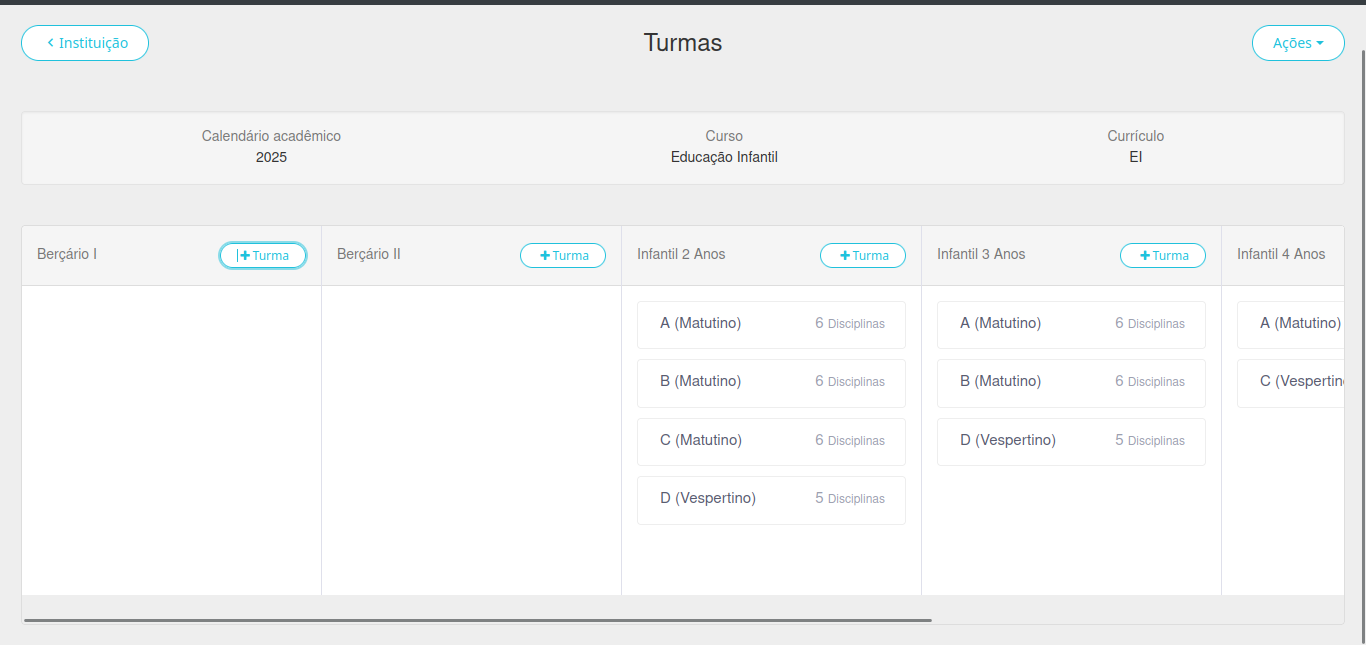 Instituição
Turmas
Ações
Calendário acadêmico
2025
Curso
Educação Infantil
Currículo
EI
Berçário I
Turma
Berçário II
Turma
Infantil 2 Anos
Turma
A (Matutino) 6 Disciplinas
B (Matutino) 6 Disciplinas
C (Matutino) 6 Disciplinas
D (Vespertino) 5 Disciplinas
Infantil 3 Anos
Turma
A (Matutino) 6 Disciplinas
B (Matutino) 6 Disciplinas
D (Vespertino) 5 Disciplinas
Infantil 4 Anos
A (Matutino)
C (Vespertin